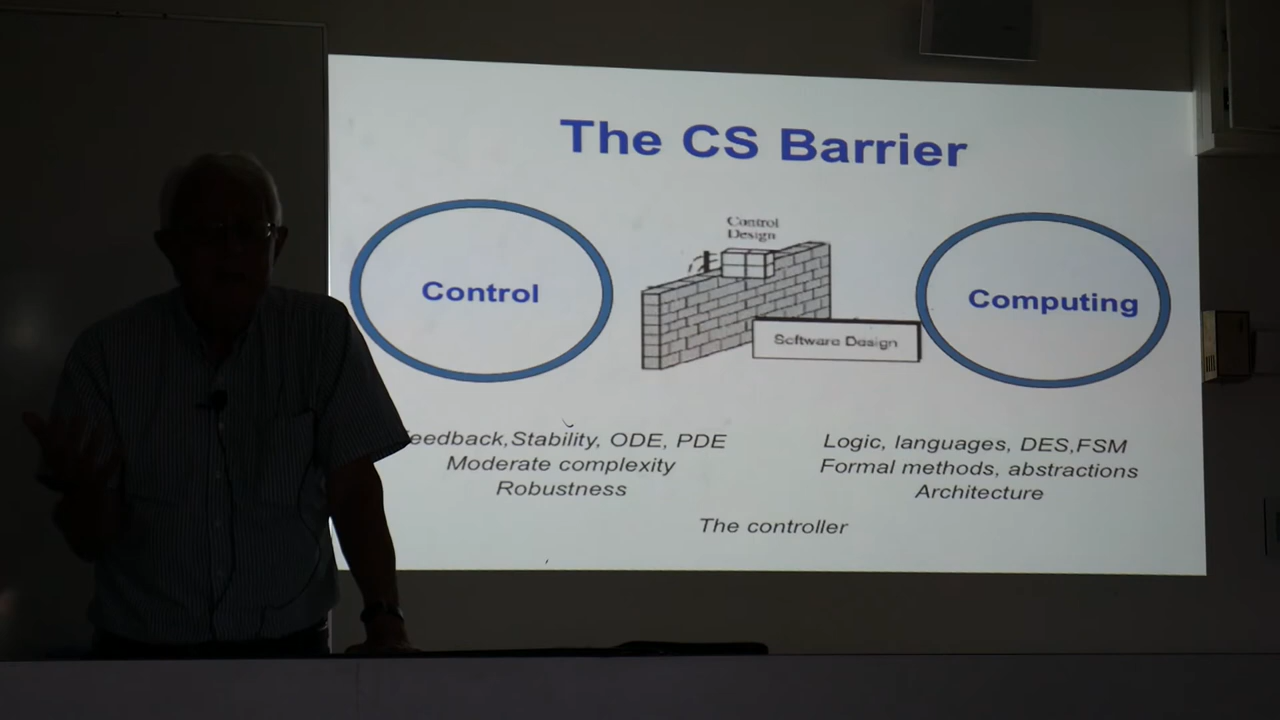 The CS Barrier
Control
Design
Control
Computing
Software Design
eedback,Stability, ODE, PDE
Moderate complexity
Robustness
Logic, languages, DES,FSM
Formal methods, abstractions
Architecture
The controller